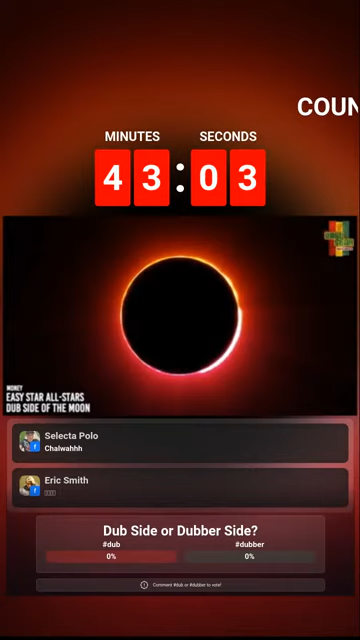 COUN
MINUTES SECONDS
43:03
MONEY
EASY STAR ALL-STARS
DUB SIDE OF THE MOON
Selecta Polo
Chalwahhh
Eric Smith
Dub Side or Dubber Side?
#dub #dubber
0% 0%
Comment #dub or #dubber to vote!